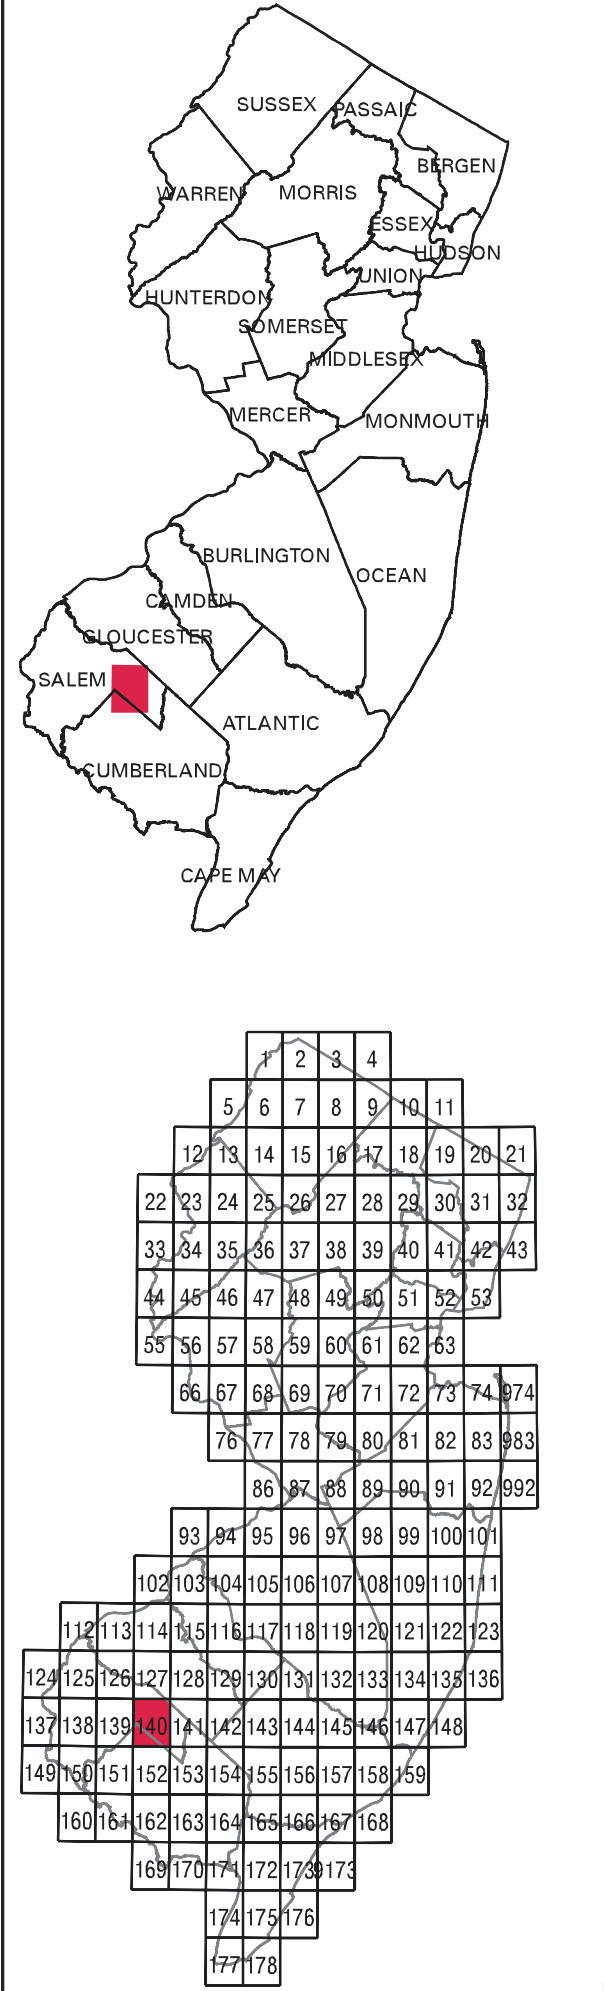 SUSSEX
PASSAIC
BERGEN
WARREN
MORRIS
ESSEX
HUDSON
UNION
HUNTERDON
SOMERSET
MIDDLESEX
MERCER
MONMOUTH
BURLINGTON
OCEAN
CAMDEN
GLOUCESTER
SALEM
ATLANTIC
CUMBERLAND
CAPE MAY
1 2 3 4
5 6 7 8 9 10 11
12 13 14 15 16 17 18 19 20 21
22 23 24 25 26 27 28 29 30 31 32
33 34 35 36 37 38 39 40 41 42 43
44 45 46 47 48 49 50 51 52 53
55 56 57 58 59 60 61 62 63
66 67 68 69 70 71 72 73 74 974
76 77 78 79 80 81 82 83 983
86 87 88 89 90 91 92 992
93 94 95 96 97 98 99 100 101
102 103 104 105 106 107 108 109 110 111
112 113 114 115 116 117 118 119 120 121 122 123
124 125 126 127 128 129 130 131 132 133 134 135 136
137 138 139 140 141 142 143 144 145 146 147 148
149 150 151 152 153 154 155 156 157 158 159
160 161 162 163 164 165 166 167 168
169 170 171 172 173 9173
174 175 176
177 178